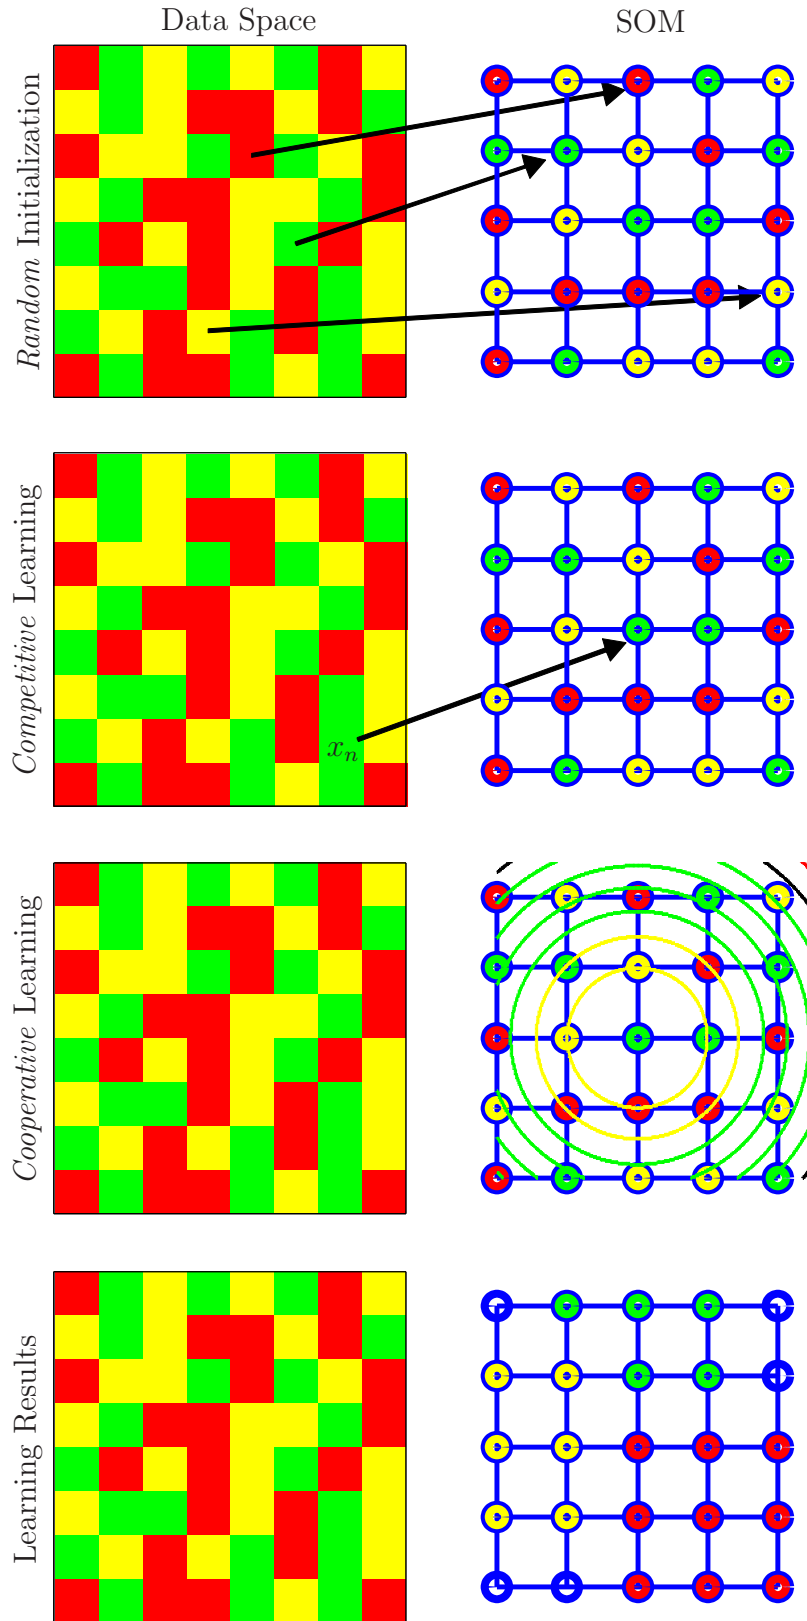 Data Space
SOM
Random Initialization
Competitive Learning
x_n
Cooperative Learning
Learning Results